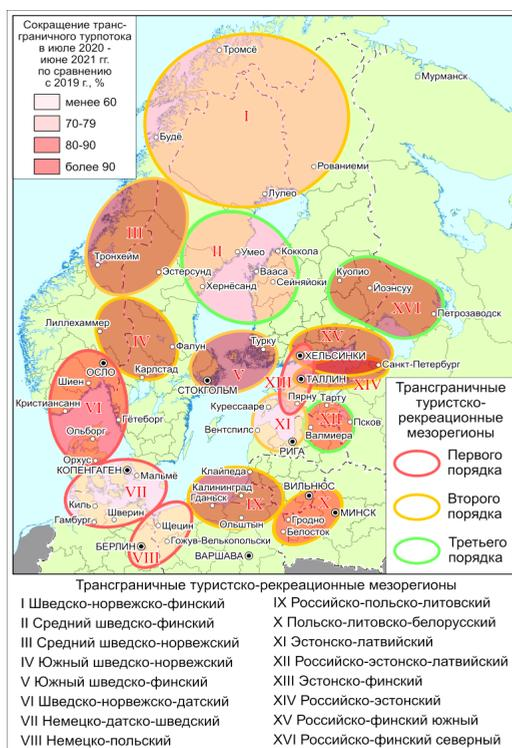 Сокращение транс-
граничного турпотока
в июле 2020 -
июне 2021 гг.
по сравнению
с 2019 г., %
менее 60
70-79
80-90
более 90
Тромсё
Мурманск
I
Будё
Рованиеми
Лулео
III
II
Умео
Коккола
Тронхейм
Эстерсунд
Вааса
Сейняйоки
Хернёсанд
Куопио
Йоэнсуу
XVI
Петрозаводск
Лиллехаммер
IV
Фалун
Турку
XV
ХЕЛЬСИНКИ
Санкт-Петербург
ОСЛО
Карлстад
V
Шиен
СТОКГОЛЬМ
XIII
ТАЛЛИН
XIV
Кристиансанн
VI
Гётеборг
Пярну
Тарту
Курессааре
XI
XII
Псков
Ольборг
Вентспилс
Валмиера
Орхус
РИГА
КОПЕНГАГЕН
Мальмё
Клайпеда
ВИЛЬНЮС
VII
Калининград
X
Киль
Гданьск
IX
МИНСК
Шверин
Гамбург
Щецин
Ольштын
Гродно
Белосток
БЕРЛИН
Гожув-Велькопольски
VIII
ВАРШАВА
Трансграничные
туристско-
рекреационные
мезорегионы
Первого
порядка
Второго
порядка
Третьего
порядка
Трансграничные туристско-рекреационные мезорегионы
I Шведско-норвежско-финский
II Средний шведско-финский
III Средний шведско-норвежский
IV Южный шведско-норвежский
V Южный шведско-финский
VI Шведско-норвежско-датский
VII Немецко-датско-шведский
VIII Немецко-польский
IX Российско-польско-литовский
X Польско-литовско-белорусский
XI Эстонско-латвийский
XII Российско-эстонско-латвийский
XIII Эстонско-финский
XIV Российско-эстонский
XV Российско-финский южный
XVI Российско-финский северный